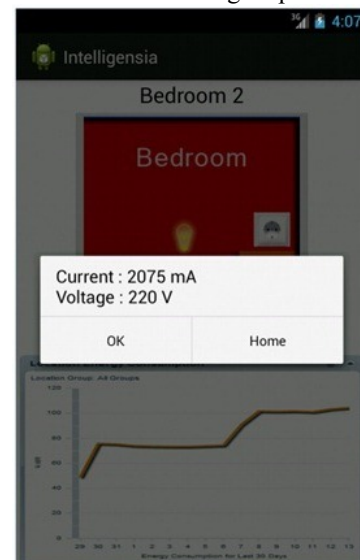 3G 4:07
Intelligensia
Bedroom 2
Bedroom
Current : 2075 mA
Voltage : 220 V
OK Home
Location Group: All Groups
120
100
80
60
40
20
0
29 30 31 1 2 3 4 5 6 7 8 9 10 11 12 13
Energy Consumption for Last 30 Days